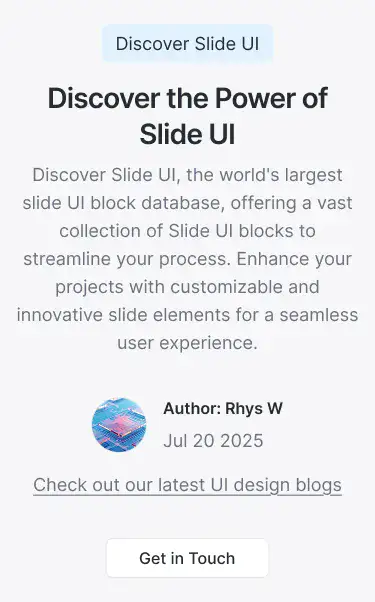 Discover Slide UI
Discover the Power of
Slide UI
Discover Slide UI, the world's largest
slide UI block database, offering a vast
collection of Slide UI blocks to
streamline your process. Enhance your
projects with customizable and
innovative slide elements for a seamless
user experience.
Author: Rhys W
Jul 20 2025
Check out our latest UI design blogs
Get in Touch